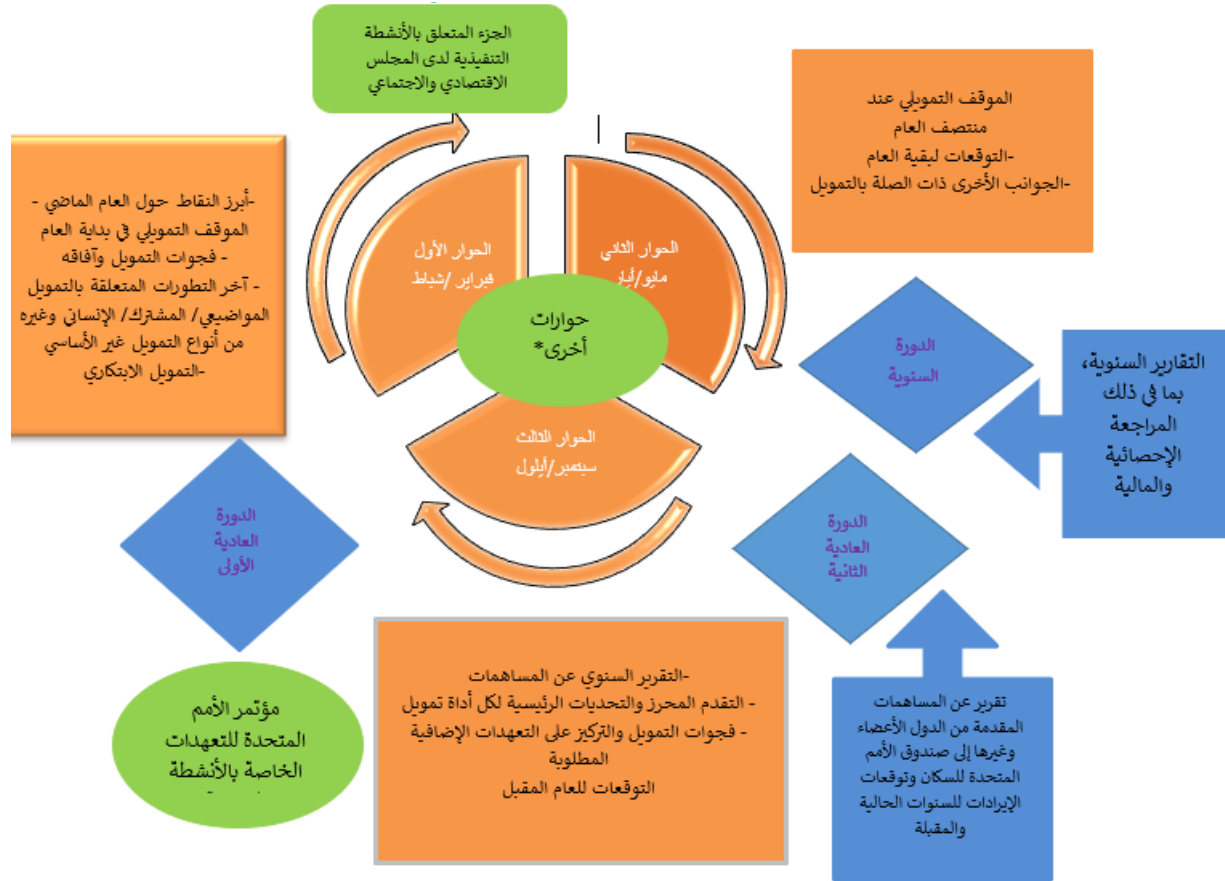 الجزء المتعلق بالأنشطة
التنفيذية لدى المجلس
الاقتصادي والاجتماعي
الموقف التمويلي عند
منتصف العام
-التوقعات لبقية العام
-الجوانب الأخرى ذات الصلة بالتمويل
-أبرز النقاط حول العام الماضي -
الموقف التمويلي في بداية العام
- فجوات التمويل وآفاقه
- آخر التطورات المتعلقة بالتمويل
المواضيعي/ المشترك/ الإنساني وغيره
من أنواع التمويل غير الأساسي
-التمويل الابتكاري
الحوار الثاني
مايو/أيار
الحوار الأول
فبراير /شباط
حوارات
أخرى*
الحوار الثالث
سبتمبر/أيلول
الدورة
السنوية
التقارير السنوية،
بما في ذلك
المراجعة
الإحصائية
والمالية
الدورة
العادية
الثانية
الدورة
العادية
الأولى
-التقرير السنوي عن المساهمات
- التقدم المحرز والتحديات الرئيسية لكل أداة تمويل
- فجوات التمويل والتركيز على التعهدات الإضافية
المطلوبة
التوقعات للعام المقبل
مؤتمر الأمم
المتحدة للتعهدات
الخاصة بالأنشطة
تقرير عن المساهمات
المقدمة من الدول الأعضاء
وغيرها إلى صندوق الأمم
المتحدة للسكان وتوقعات
الإيرادات للسنوات الحالية
والمقبلة